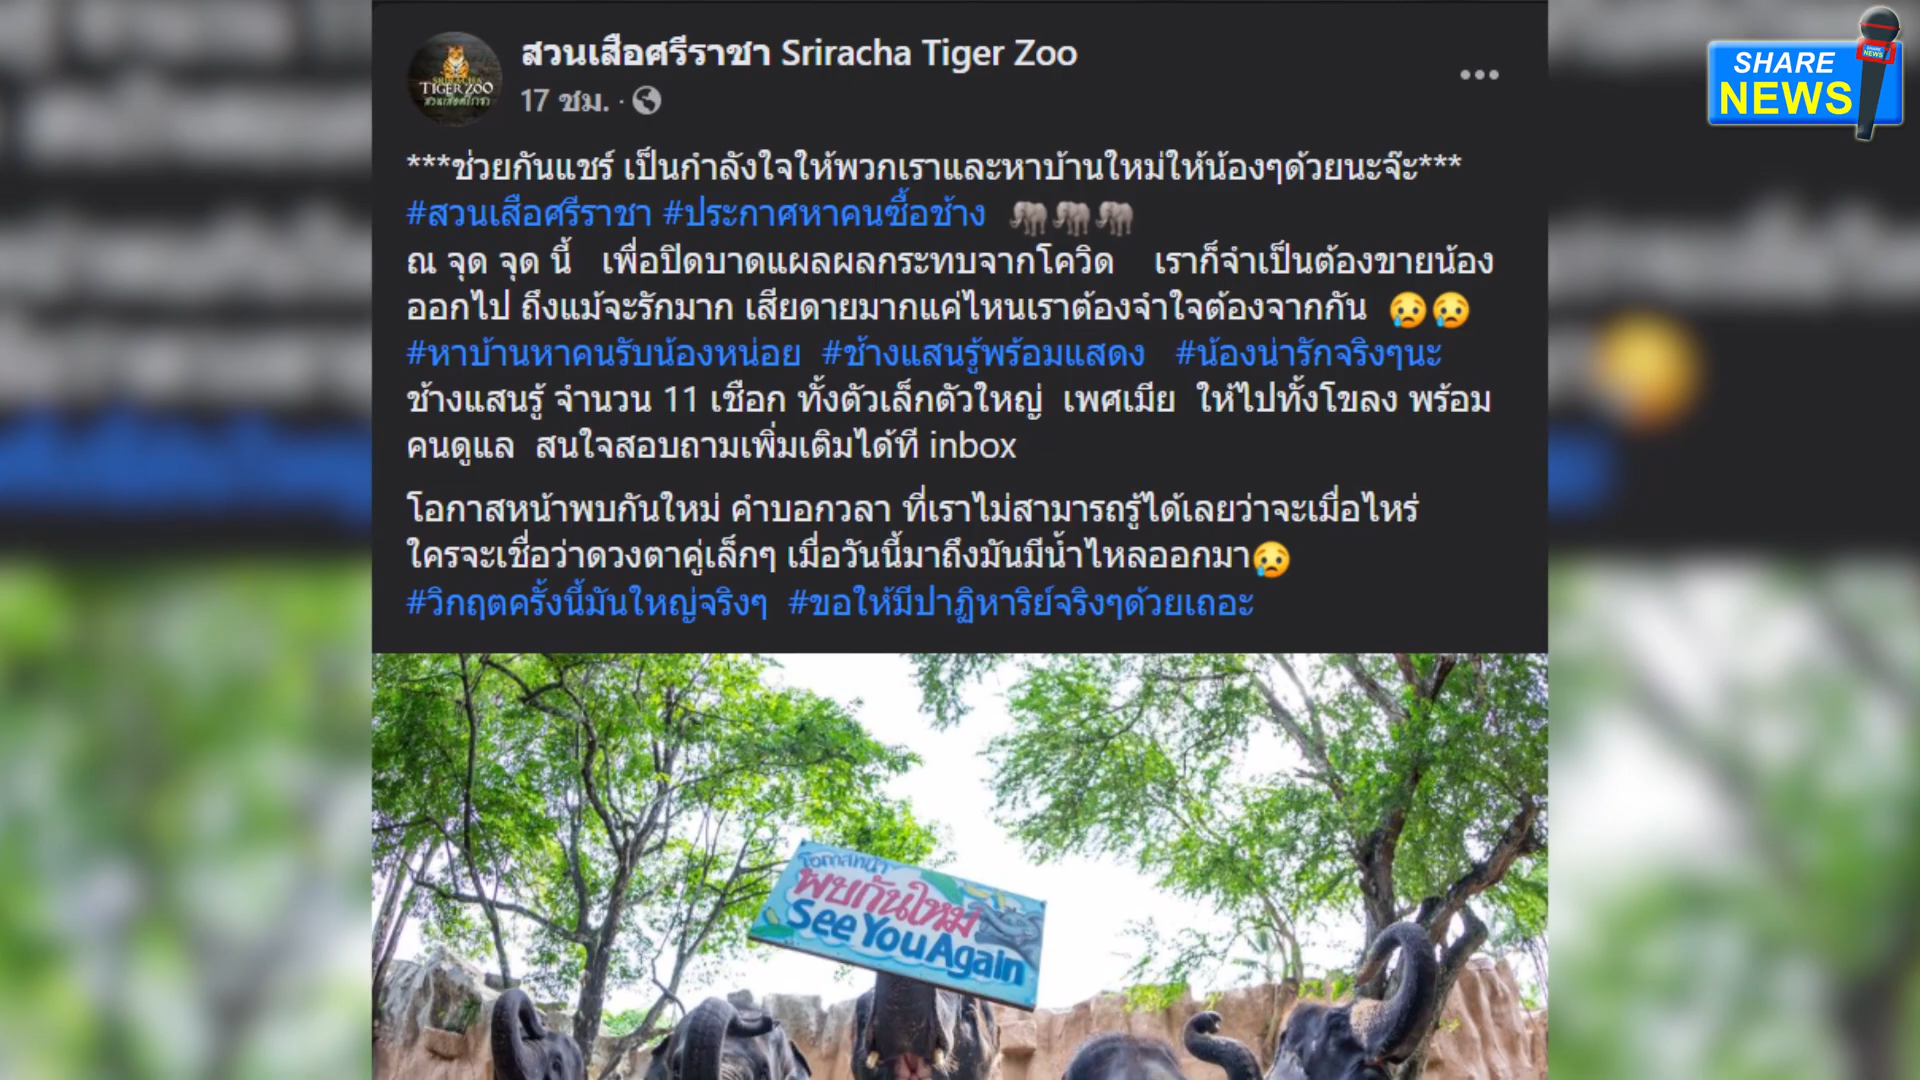 สวนเสือศรีราชา Sriracha Tiger Zoo
17 ชม. ·
***ช่วยกันแชร์ เป็นกำลังใจให้พวกเราและหาบ้านใหม่ให้น้องๆด้วยนะจ๊ะ***
#สวนเสือศรีราชา #ประกาศหาคนซื้อช้าง 🐘🐘🐘
ณ จุด จุด นี้ เพื่อปิดบาดแผลผลกระทบจากโควิด เราก็จำเป็นต้องขายน้อง
ออกไป ถึงแม้จะรักมาก เสียดายมากแค่ไหนเราต้องจำใจต้องจากกัน 😢😢
#หาบ้านหาคนรับน้องหน่อย #ช้างแสนรู้พร้อมแสดง #น้องน่ารักจริงๆนะ
ช้างแสนรู้ จำนวน 11 เชือก ทั้งตัวเล็กตัวใหญ่ เพศเมีย ให้ไปทั้งโขลง พร้อม
คนดูแล สนใจสอบถามเพิ่มเติมได้ที inbox
โอกาสหน้าพบกันใหม่ คำบอกวลา ที่เราไม่สามารถรู้ได้เลยว่าจะเมื่อไหร่
ใครจะเชื่อว่าดวงตาคู่เล็กๆ เมื่อวันนี้มาถึงมันมีน้ำไหลออกมา😢
#วิกฤตครั้งนี้มันใหญ่จริงๆ #ขอให้มีปาฏิหาริย์จริงๆด้วยเถอะ
โอกาสหน้า
พบกันใหม่
See You Again
SHARE
NEWS
SRIRACHA
TIGER ZOO
สวนเสือศรีราชา
SHARE
NEWS